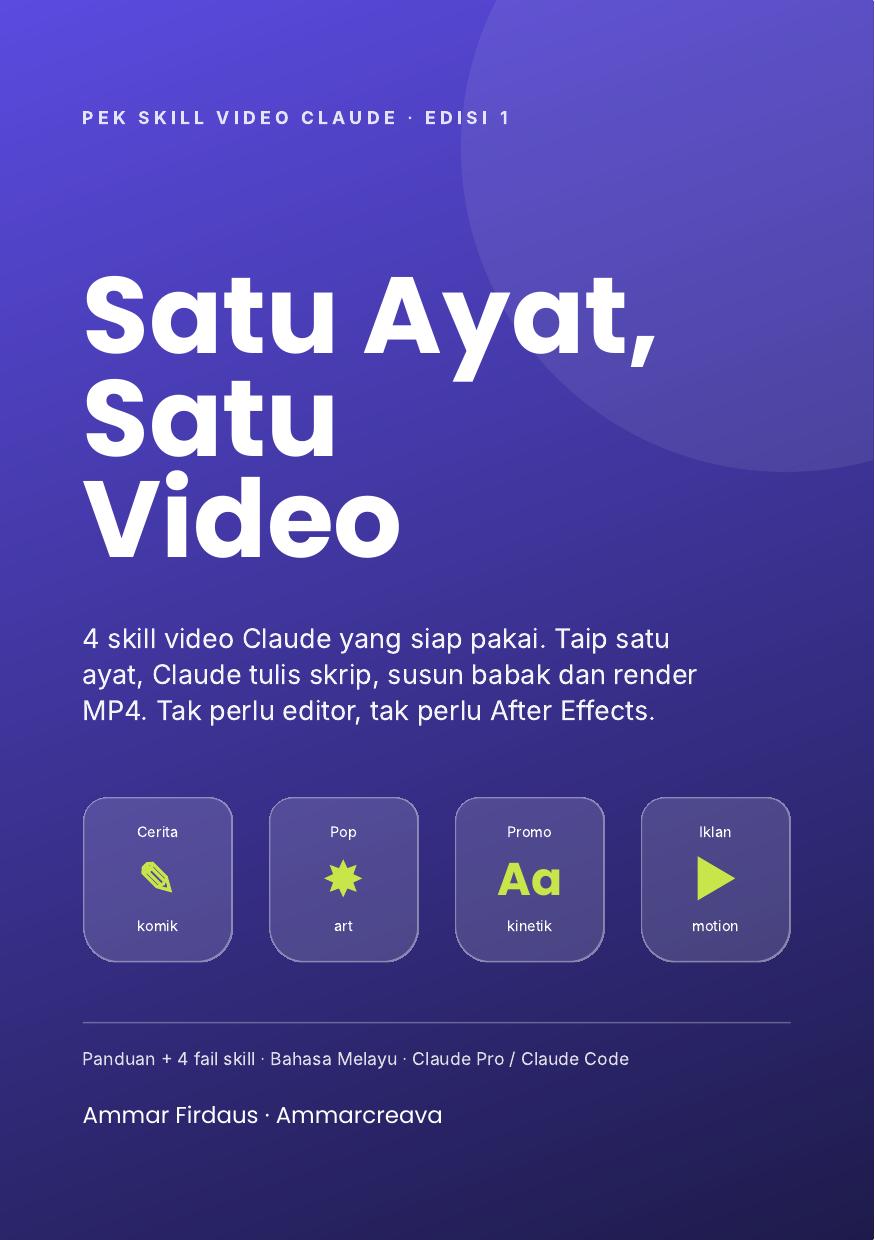 PEK SKILL VIDEO CLAUDE · EDISI 1
Satu Ayat,
Satu
Video
4 skill video Claude yang siap pakai. Taip satu
ayat, Claude tulis skrip, susun babak dan render
MP4. Tak perlu editor, tak perlu After Effects.
Cerita
komik
Pop
art
Promo
Aa
kinetik
Iklan
motion
Panduan + 4 fail skill · Bahasa Melayu · Claude Pro / Claude Code
Ammar Firdaus · Ammarcreava